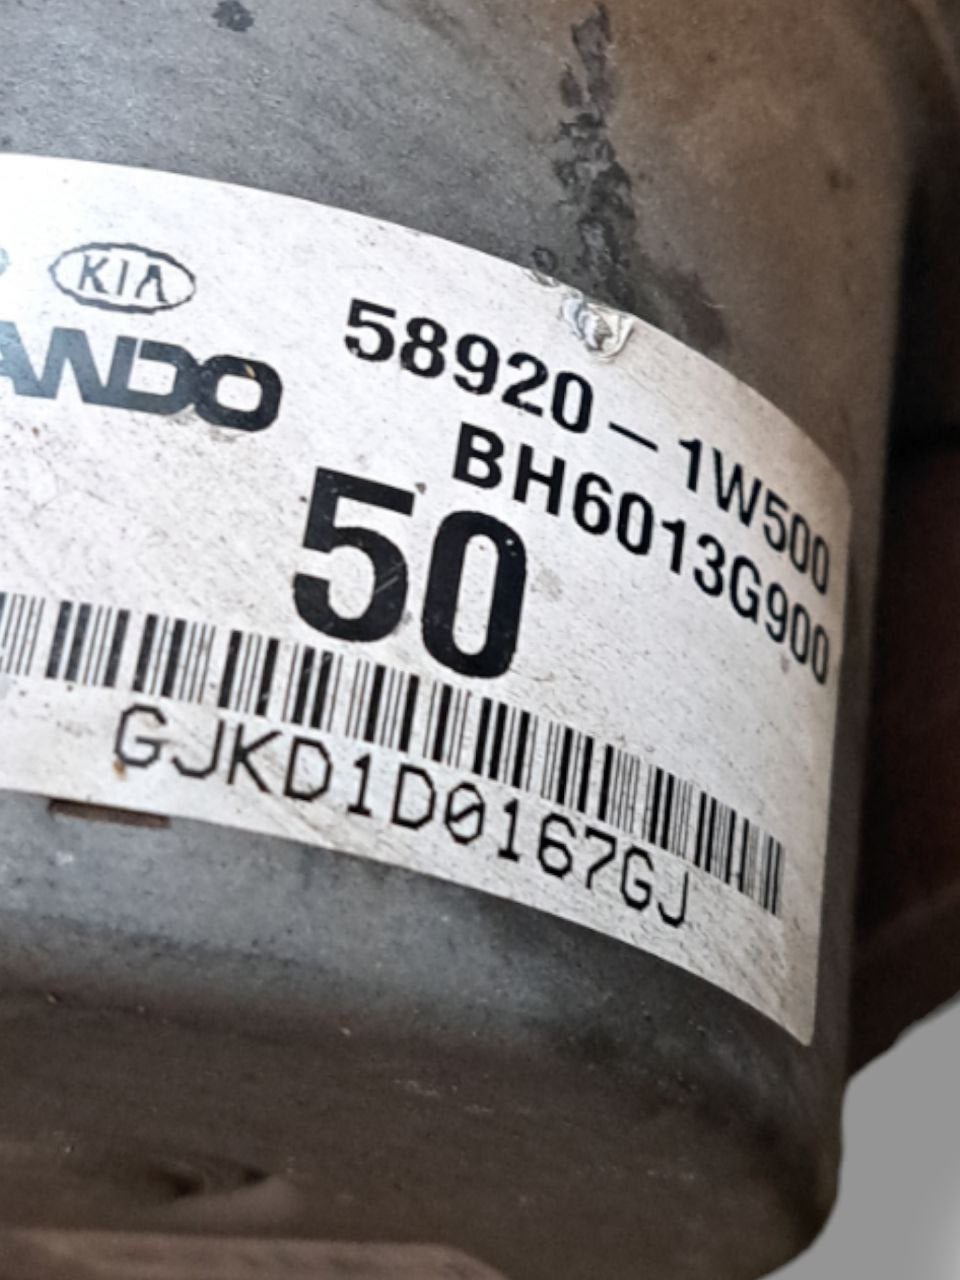 KIA
ANDO
58920-1W500
BH6013G900
50
GJKD1D0167GJ